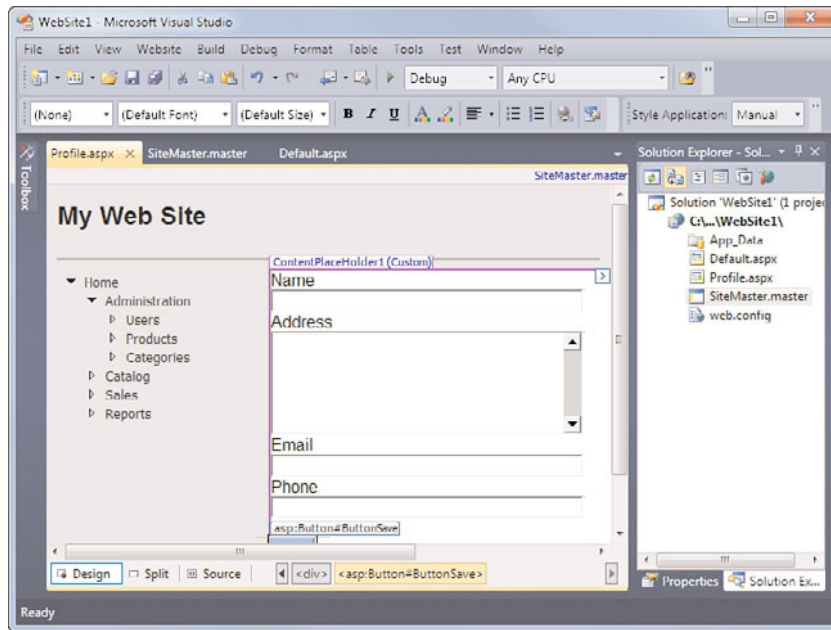 WebSite1 - Microsoft Visual Studio
File Edit View Website Build Debug Format Table Tools Test Window Help
Debug Any CPU
(None) (Default Font) (Default Size) B I U A Style Application: Manual
Toolbox
Profile.aspx SiteMaster.master Default.aspx
SiteMaster.master
My Web Site
ContentPlaceHolder1 (Custom)
Home
Administration
Users
Products
Categories
Catalog
Sales
Reports
Name
Address
Email
Phone
asp:Button#ButtonSave
Design Split Source <div> <asp:Button#ButtonSave>
Solution Explorer - Sol...
Solution 'WebSite1' (1 projec
C:\...\WebSite1\
App_Data
Default.aspx
Profile.aspx
SiteMaster.master
web.config
Properties Solution Ex...
Ready